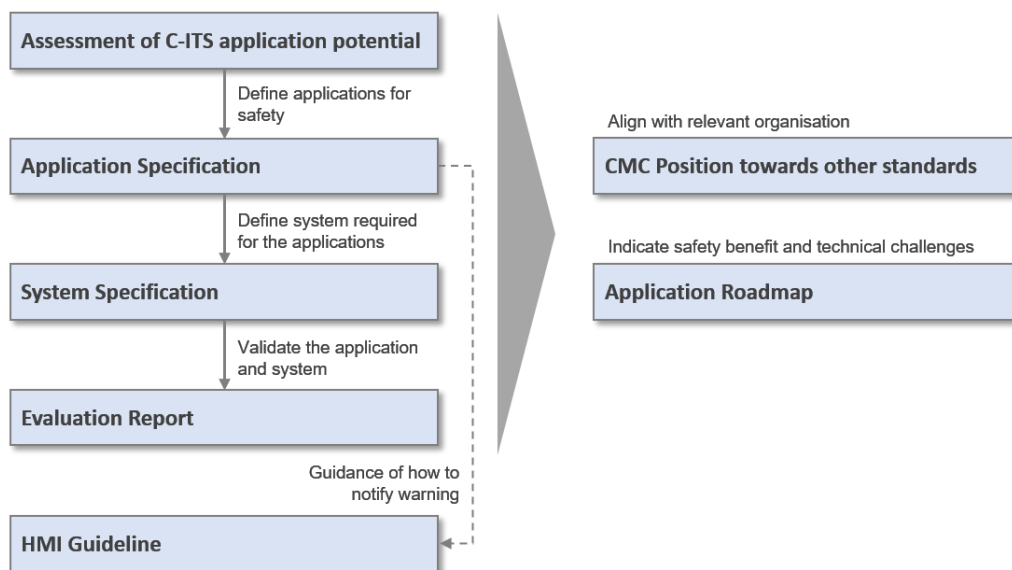 Assessment of C-ITS application potential
Define applications for
safety
Application Specification
Define system required
for the applications
System Specification
Validate the application
and system
Evaluation Report
Guidance of how to
notify warning
HMI Guideline
Align with relevant organisation
CMC Position towards other standards
Indicate safety benefit and technical challenges
Application Roadmap